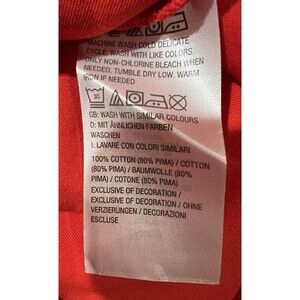 MACHINE WASH COLD DELICATE
CYCLE, WASH WITH LIKE COLORS.
ONLY NON-CHLORINE BLEACH WHEN
NEEDED, TUMBLE DRY LOW. WARM
IRON IF NEEDED
30
GB: WASH WITH SIMILAR COLOURS
D: MIT ÄHNLICHEN FARBEN
WASCHEN
I: LAVARE CON COLORI SIMILARI
100% COTTON (80% PIMA) / COTTON
(80% PIMA) / BAUMWOLLE (80%
PIMA) / COTONE (80% PIMA)
EXCLUSIVE OF DECORATION /
EXCLUSIVE OF DECORATION / OHNE
VERZIERUNGEN / DECORAZIONI
ESCLUSE